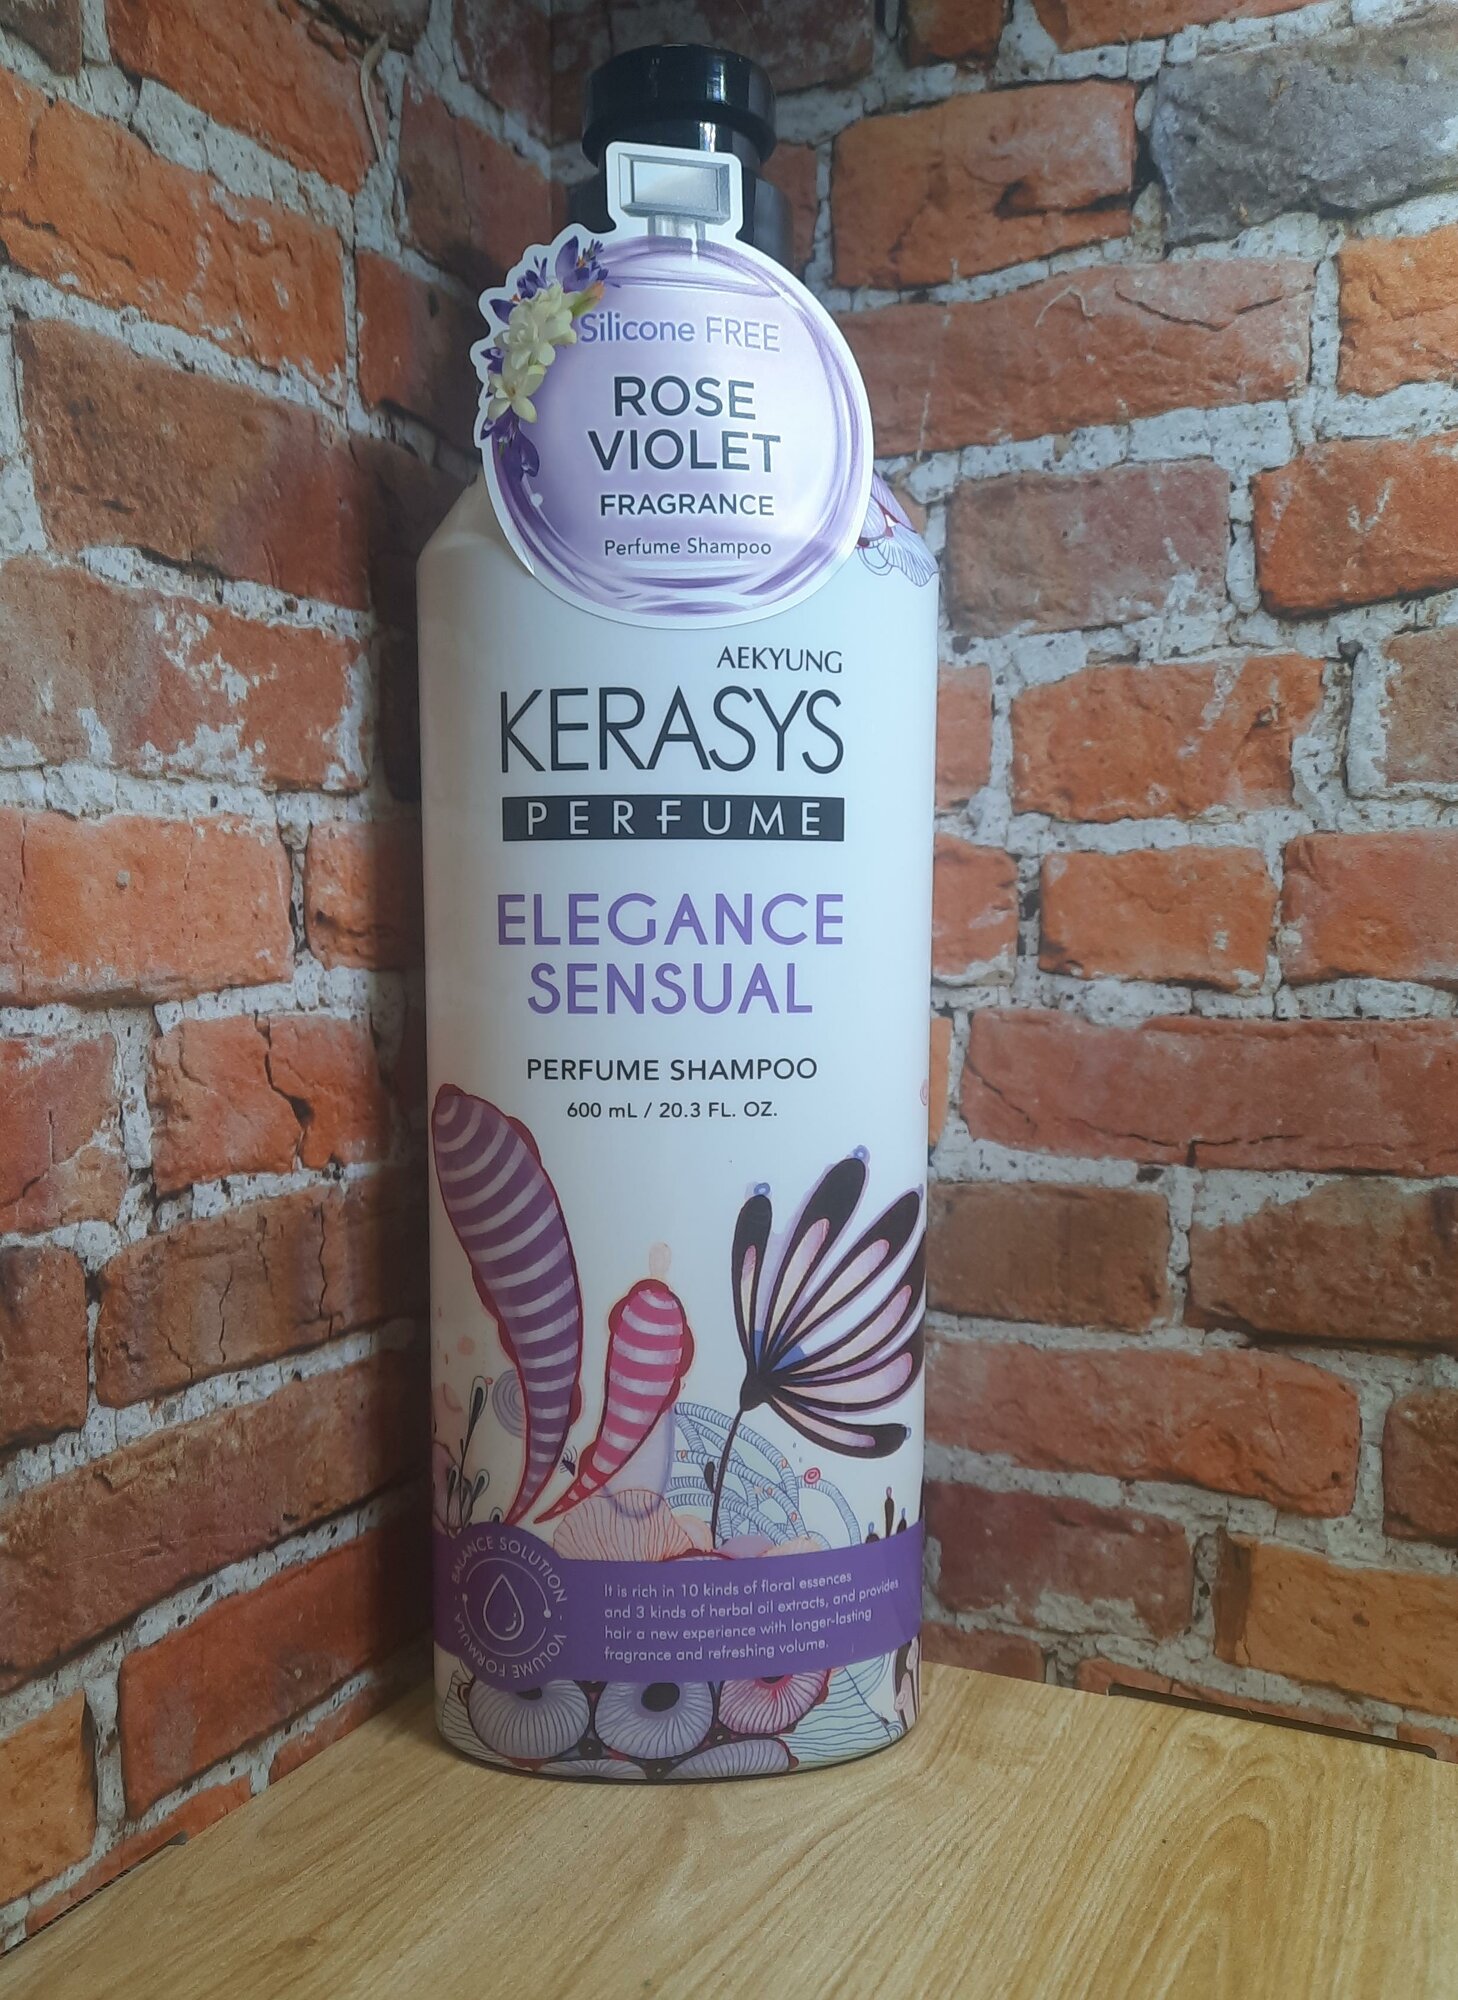 Silicone FREE
ROSE
VIOLET
FRAGRANCE
Perfume Shampoo
AEKYUNG
KERASYS
PERFUME
ELEGANCE
SENSUAL
PERFUME SHAMPOO
600 mL / 20.3 FL. OZ.
BALANCE SOLUTION · VOLUME FORMULA ·
It is rich in 10 kinds of floral essences
and 3 kinds of herbal oil extracts, and provides
hair a new experience with longer-lasting
fragrance and refreshing volume.